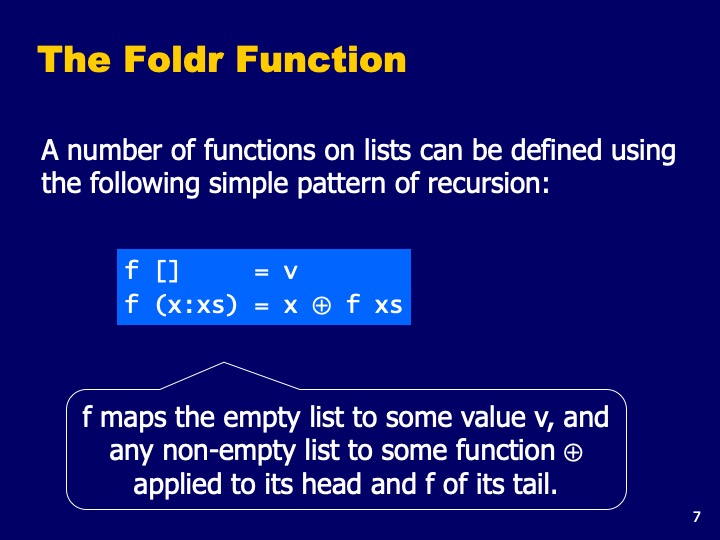 The Foldr Function
A number of functions on lists can be defined using
the following simple pattern of recursion:
f []     = v
f (x:xs) = x ⊕ f xs
f maps the empty list to some value v, and
any non-empty list to some function ⊕
applied to its head and f of its tail.
7